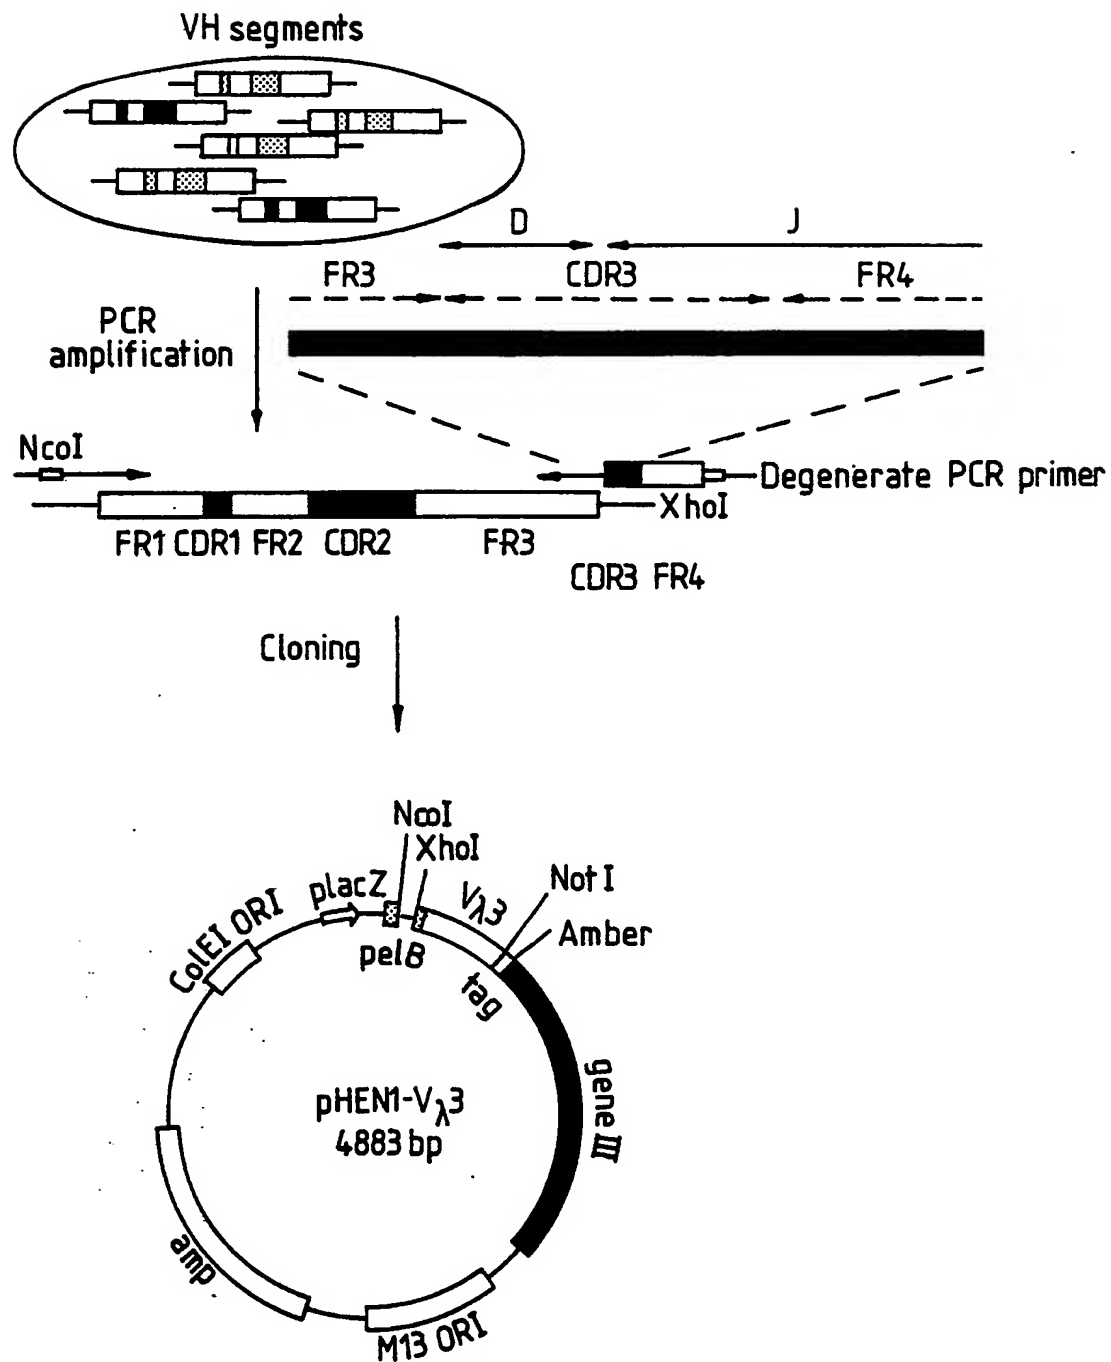 VH segments
D
J
FR3
CDR3
FR4
PCR
amplification
NcoI
Degenerate PCR primer
XhoI
FR1 CDR1 FR2 CDR2 FR3
CDR3 FR4
Cloning
NcoI
XhoI
Vλ3
Not I
Amber
placZ
pelB
tag
ColEI ORI
gene III
pHEN1-Vλ3
4883 bp
amp
M13 ORI